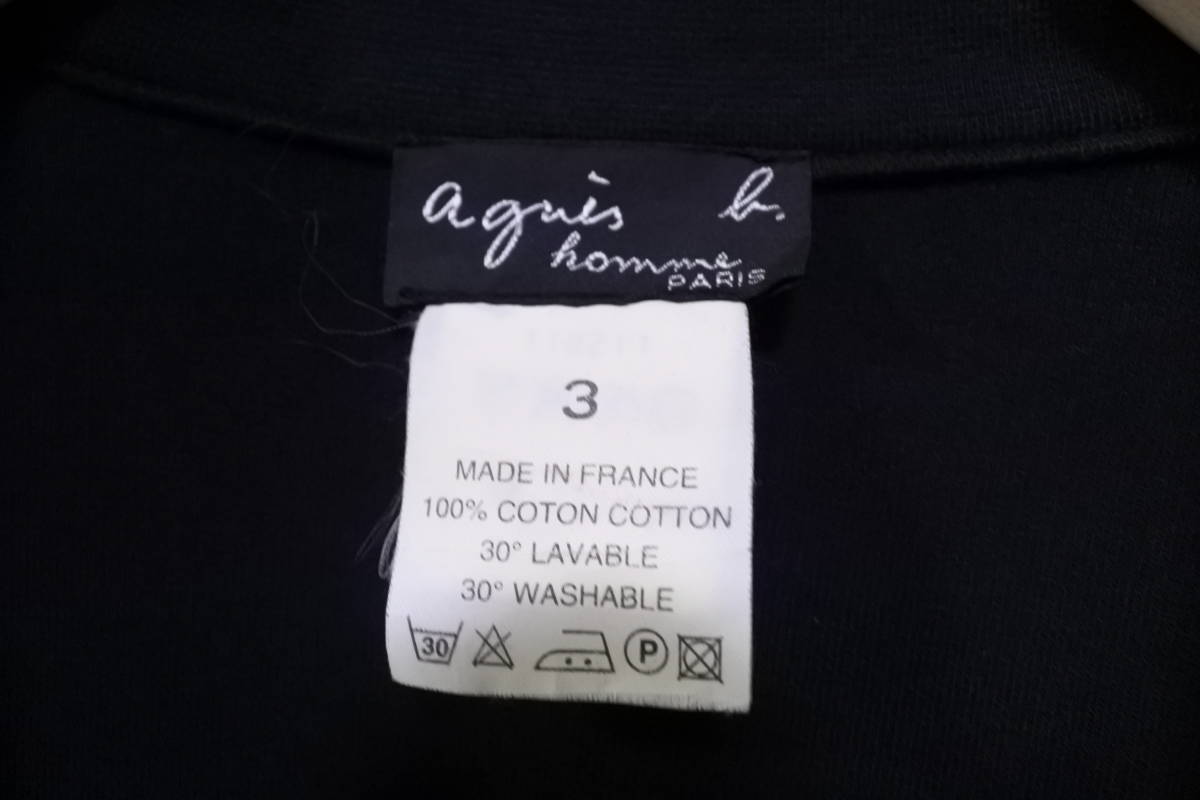 agnès b.
homme
PARIS
3
MADE IN FRANCE
100% COTON COTTON
30° LAVABLE
30° WASHABLE
30 P